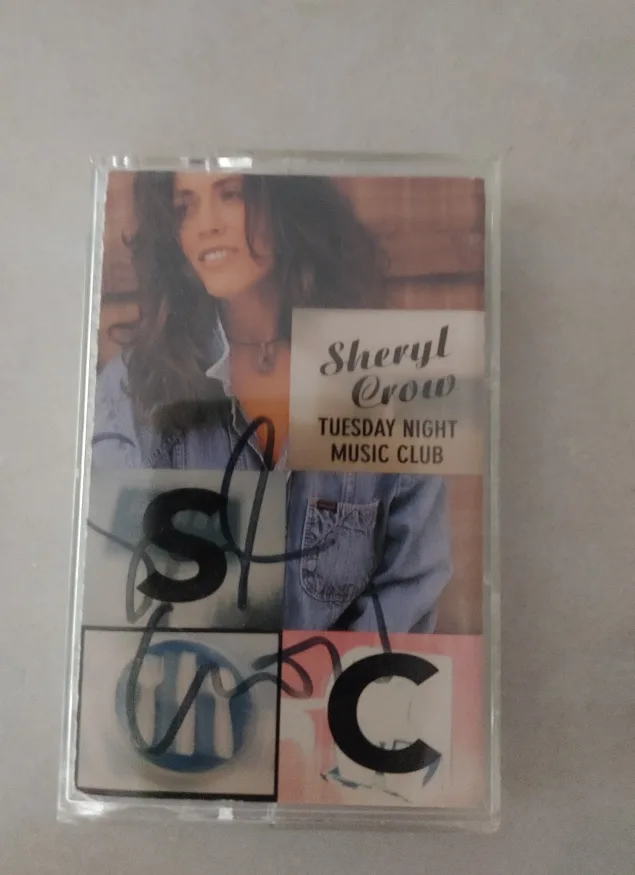 Sheryl
Crow
TUESDAY NIGHT
MUSIC CLUB
S
C